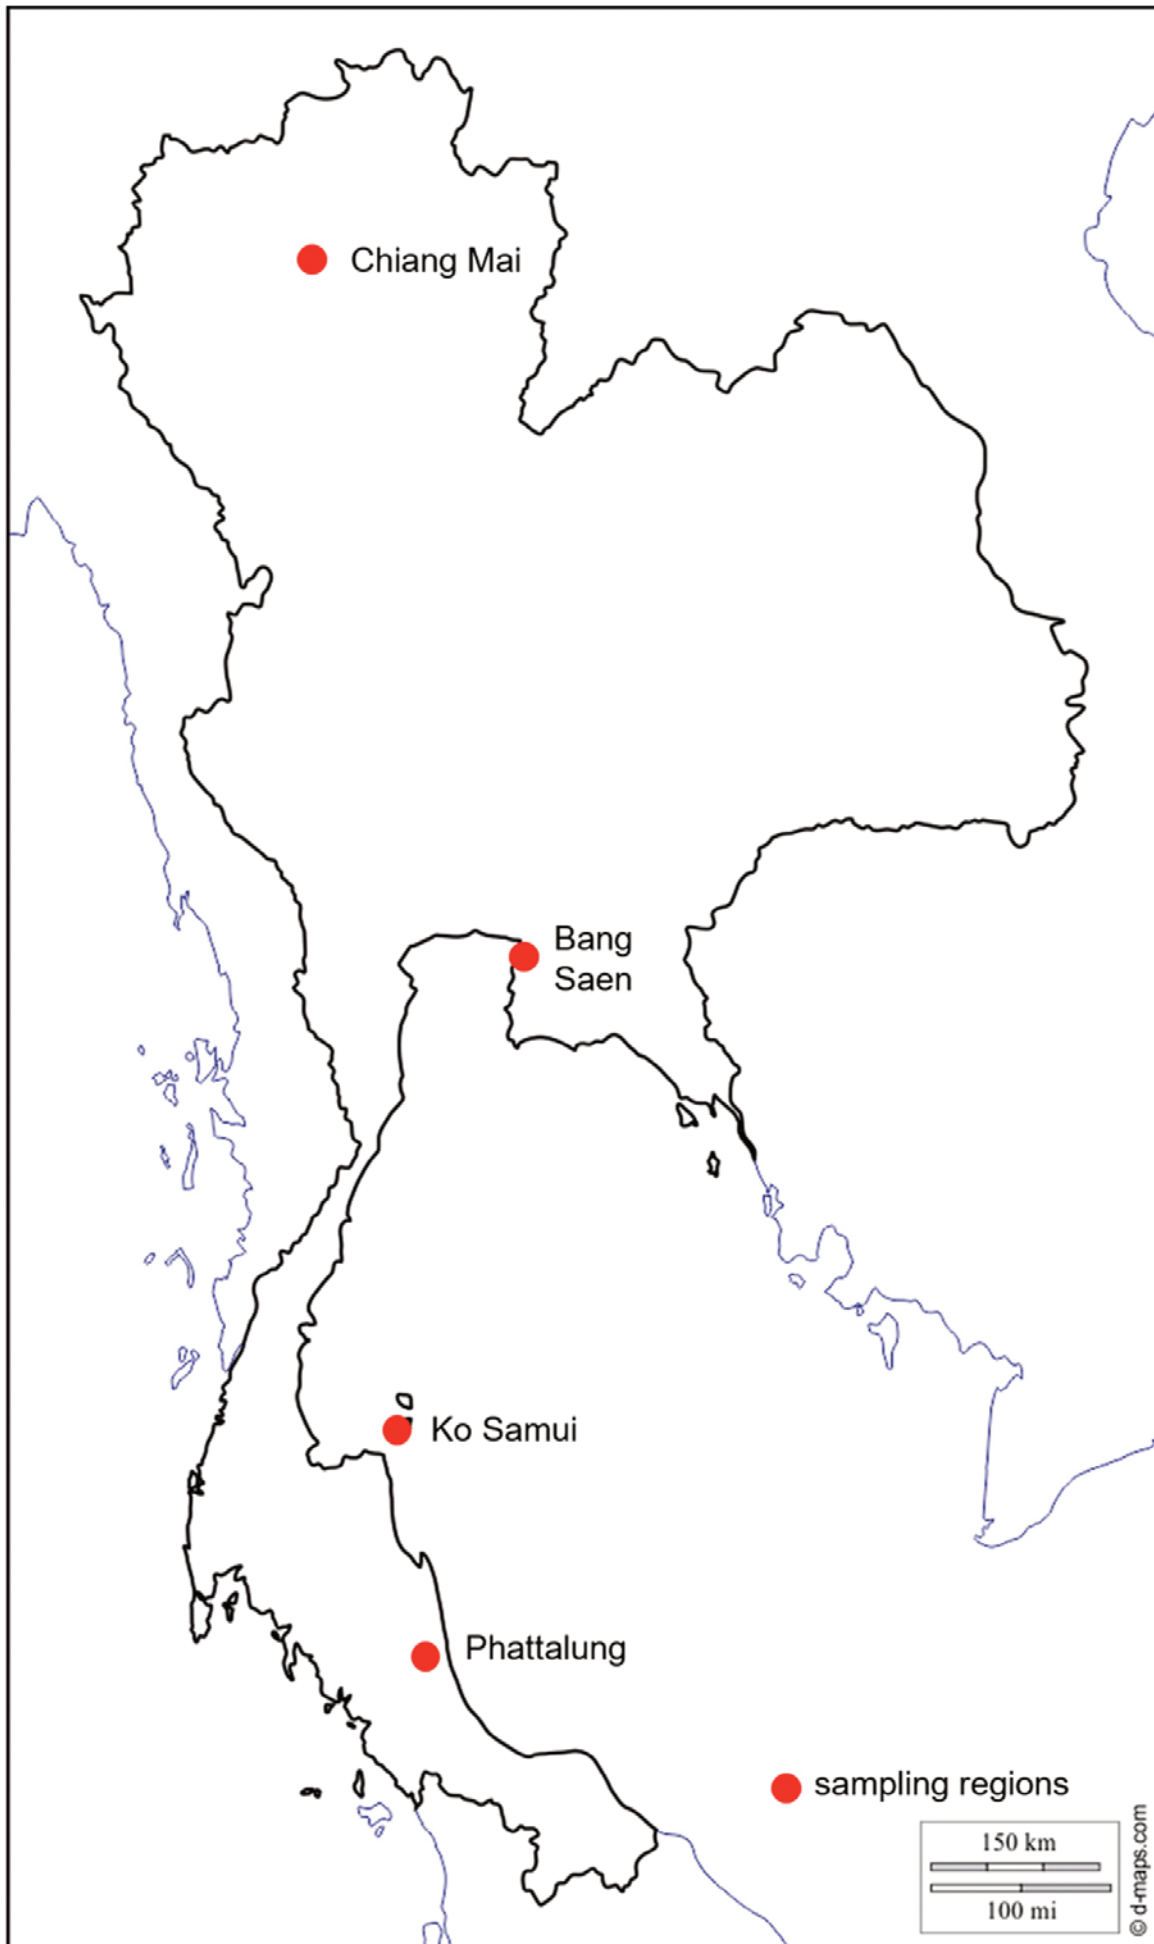 Chiang Mai
Bang
Saen
Ko Samui
Phattalung
sampling regions
150 km
100 mi
© d-maps.com